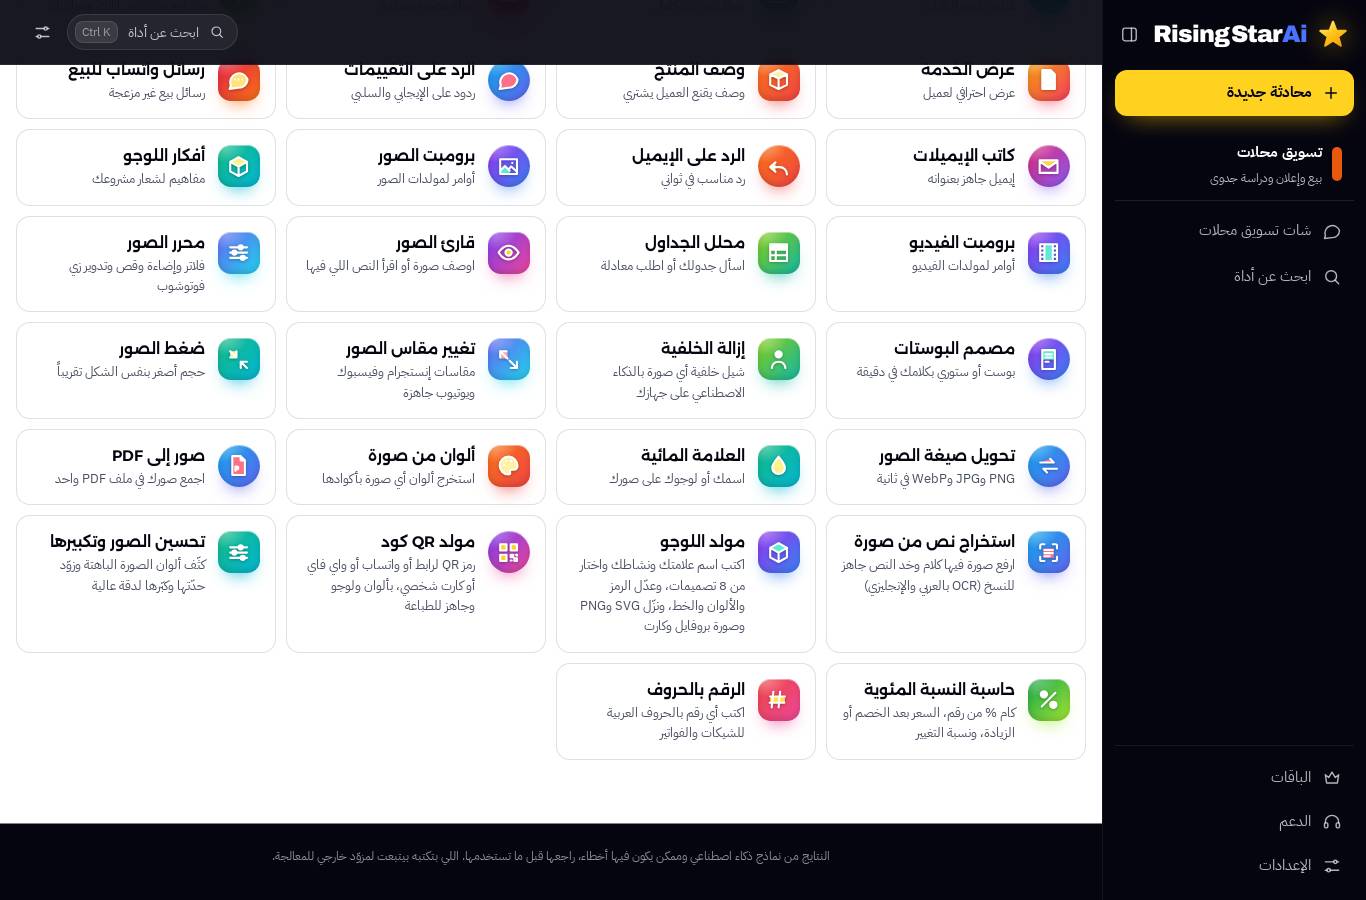 RisingStarAi
محادثة جديدة
تسويق محلات
بيع وإعلان ودراسة جدوى
شات تسويق محلات
ابحث عن أداة
الباقات
الدعم
الإعدادات
ابحث عن أداة
Ctrl K
عرض الخدمة
عرض احترافي لعميل
وصف المنتج
وصف يقنع العميل يشتري
الرد على التقييمات
ردود على الإيجابي والسلبي
رسائل واتساب للبيع
رسائل بيع غير مزعجة
كاتب الإيميلات
إيميل جاهز بعنوانه
الرد على الإيميل
رد مناسب في ثواني
برومبت الصور
أوامر لمولدات الصور
أفكار اللوجو
مفاهيم لشعار مشروعك
برومبت الفيديو
أوامر لمولدات الفيديو
محلل الجداول
اسأل جدولك أو اطلب معادلة
قارئ الصور
اوصف صورة أو اقرأ النص اللي فيها
محرر الصور
فلاتر وإضاءة وقص وتدوير زي
فوتوشوب
مصمم البوستات
بوست أو ستوري بكلامك في دقيقة
إزالة الخلفية
شيل خلفية أي صورة بالذكاء
الاصطناعي على جهازك
تغيير مقاس الصور
مقاسات إنستجرام وفيسبوك
ويوتيوب جاهزة
ضغط الصور
حجم أصغر بنفس الشكل تقريباً
تحويل صيغة الصور
PNG وJPG وWebP في ثانية
العلامة المائية
اسمك أو لوجوك على صورك
ألوان من صورة
استخرج ألوان أي صورة بأكوادها
صور إلى PDF
اجمع صورك في ملف PDF واحد
استخراج نص من صورة
ارفع صورة فيها كلام وخد النص جاهز
للنسخ (OCR بالعربي والإنجليزي)
مولد اللوجو
اكتب اسم علامتك ونشاطك واختار
من 8 تصميمات، وعدّل الرمز
والألوان والخط، ونزّل SVG وPNG
وصورة بروفايل وكارت
مولد QR كود
رمز QR لرابط أو واتساب أو واي فاي
أو كارت شخصي، بألوان ولوجو
وجاهز للطباعة
تحسين الصور وتكبيرها
كثّف ألوان الصورة الباهتة وزوّد
حدّتها وكبّرها لدقة عالية
حاسبة النسبة المئوية
كام % من رقم، السعر بعد الخصم أو
الزيادة، ونسبة التغيير
الرقم بالحروف
اكتب أي رقم بالحروف العربية
للشيكات والفواتير
النتايج من نماذج ذكاء اصطناعي وممكن يكون فيها أخطاء، راجعها قبل ما تستخدمها. اللي بتكتبه بيتبعت لمزوّد خارجي للمعالجة.